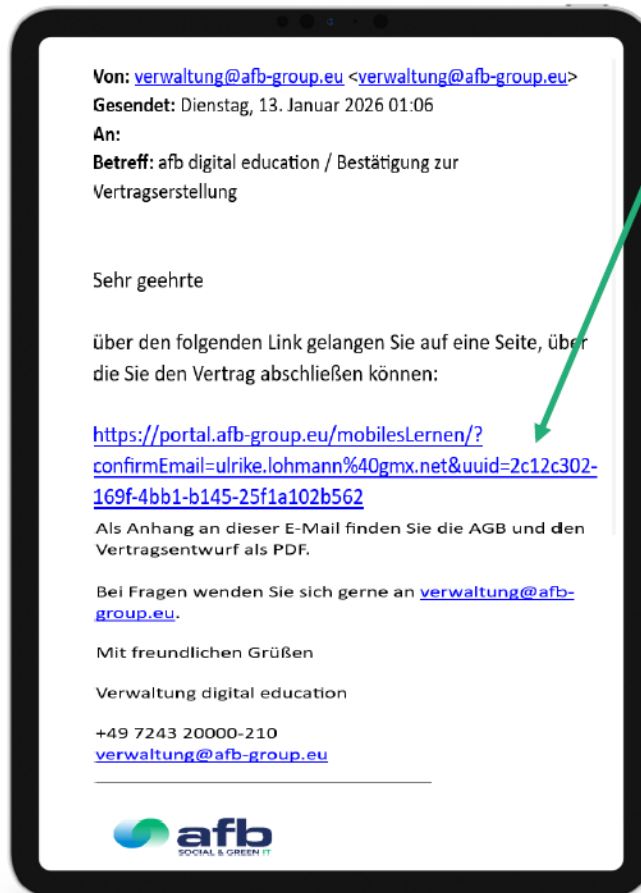 Von: verwaltung@afb-group.eu <verwaltung@afb-group.eu>
Gesendet: Dienstag, 13. Januar 2026 01:06
An:
Betreff: afb digital education / Bestätigung zur
Vertragserstellung
Sehr geehrte
über den folgenden Link gelangen Sie auf eine Seite, über
die Sie den Vertrag abschließen können:
https://portal.afb-group.eu/mobilesLernen/?
confirmEmail=ulrike.lohmann%40gmx.net&uuid=2c12c302-
169f-4bb1-b145-25f1a102b562
Als Anhang an dieser E-Mail finden Sie die AGB und den
Vertragsentwurf als PDF.
Bei Fragen wenden Sie sich gerne an verwaltung@afb-
group.eu.
Mit freundlichen Grüßen
Verwaltung digital education
+49 7243 20000-210
verwaltung@afb-group.eu
afb
SOCIAL & GREEN IT